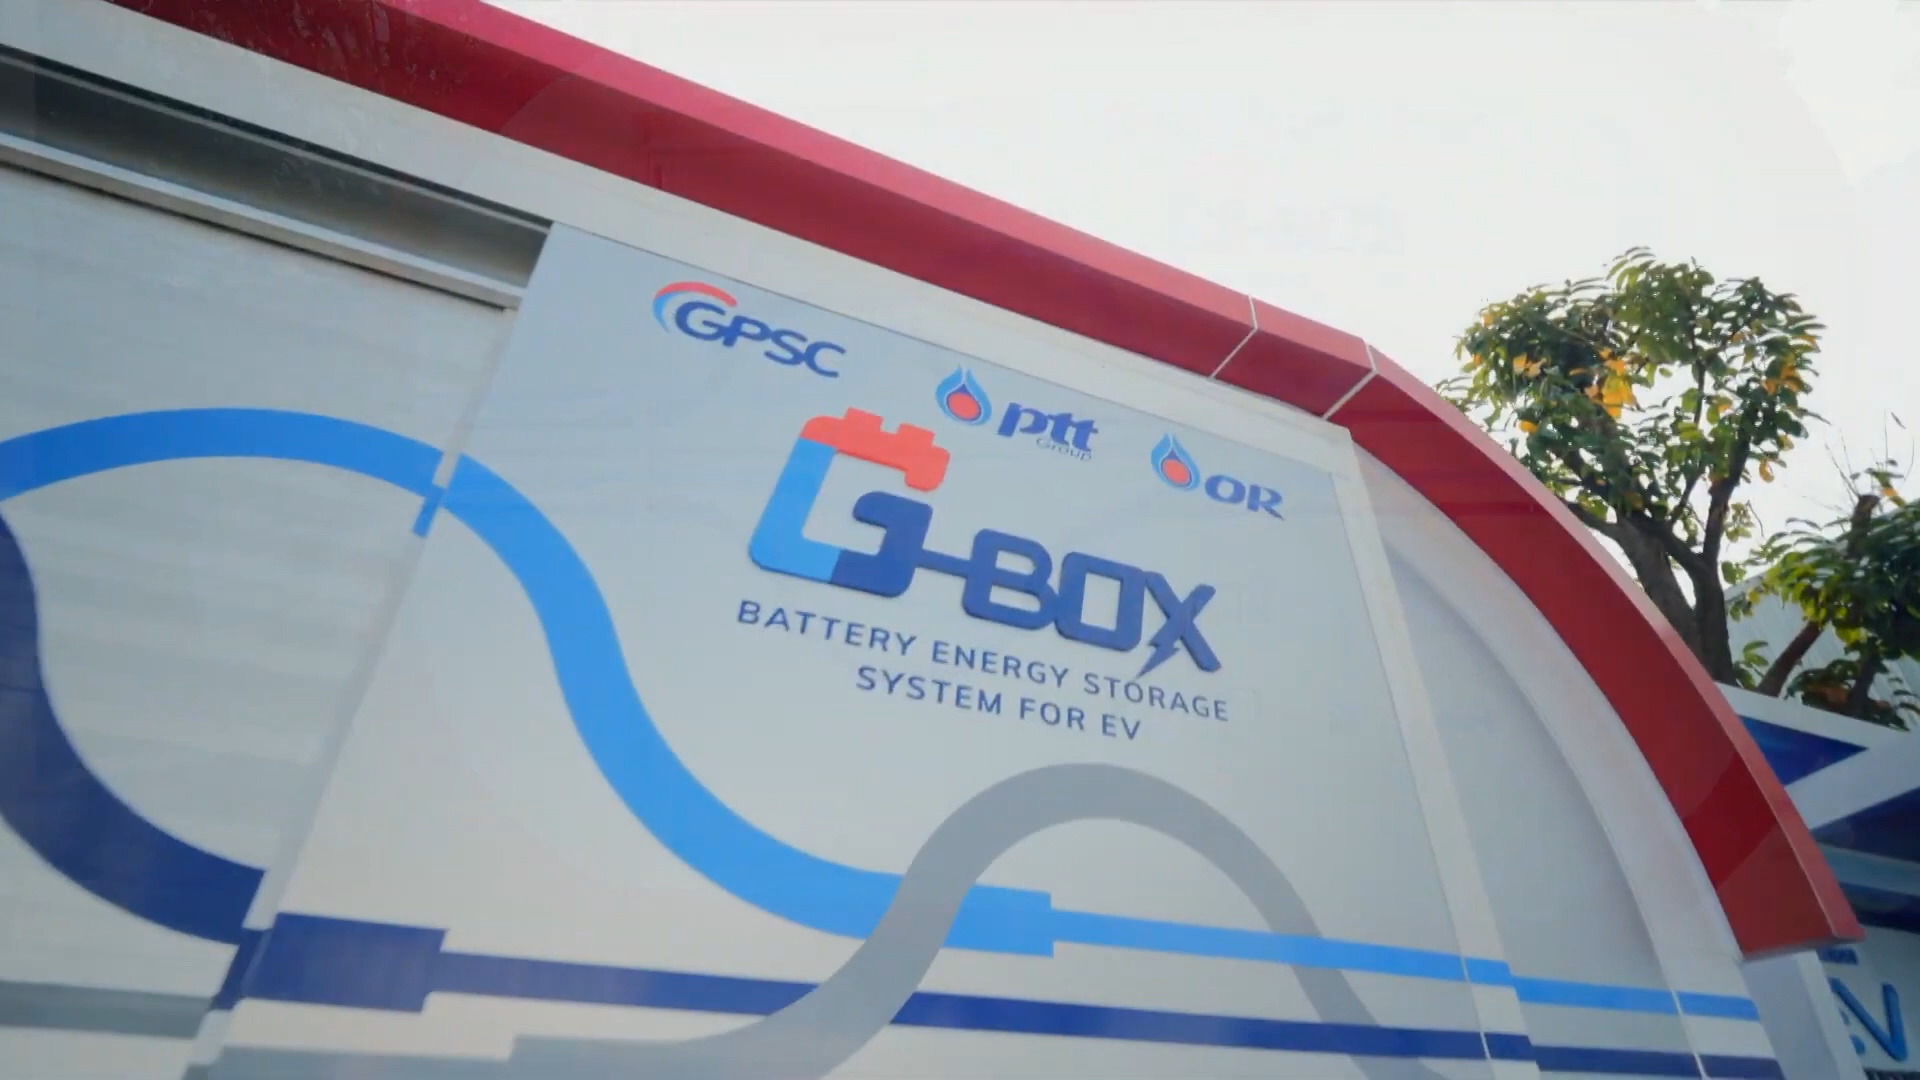 GPSC
ptt
Group
OR
G-BOX
BATTERY ENERGY STORAGE
SYSTEM FOR EV